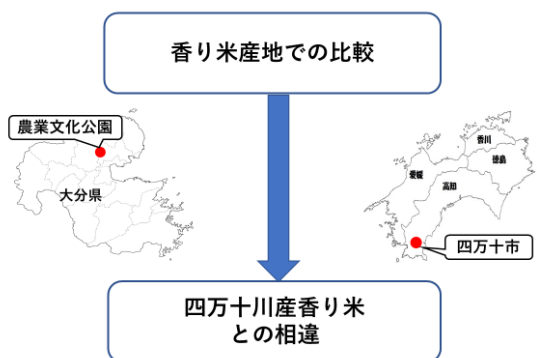 香り米産地での比較
農業文化公園
大分県
香川
徳島
愛媛
高知
四万十市
四万十川産香り米
との相違